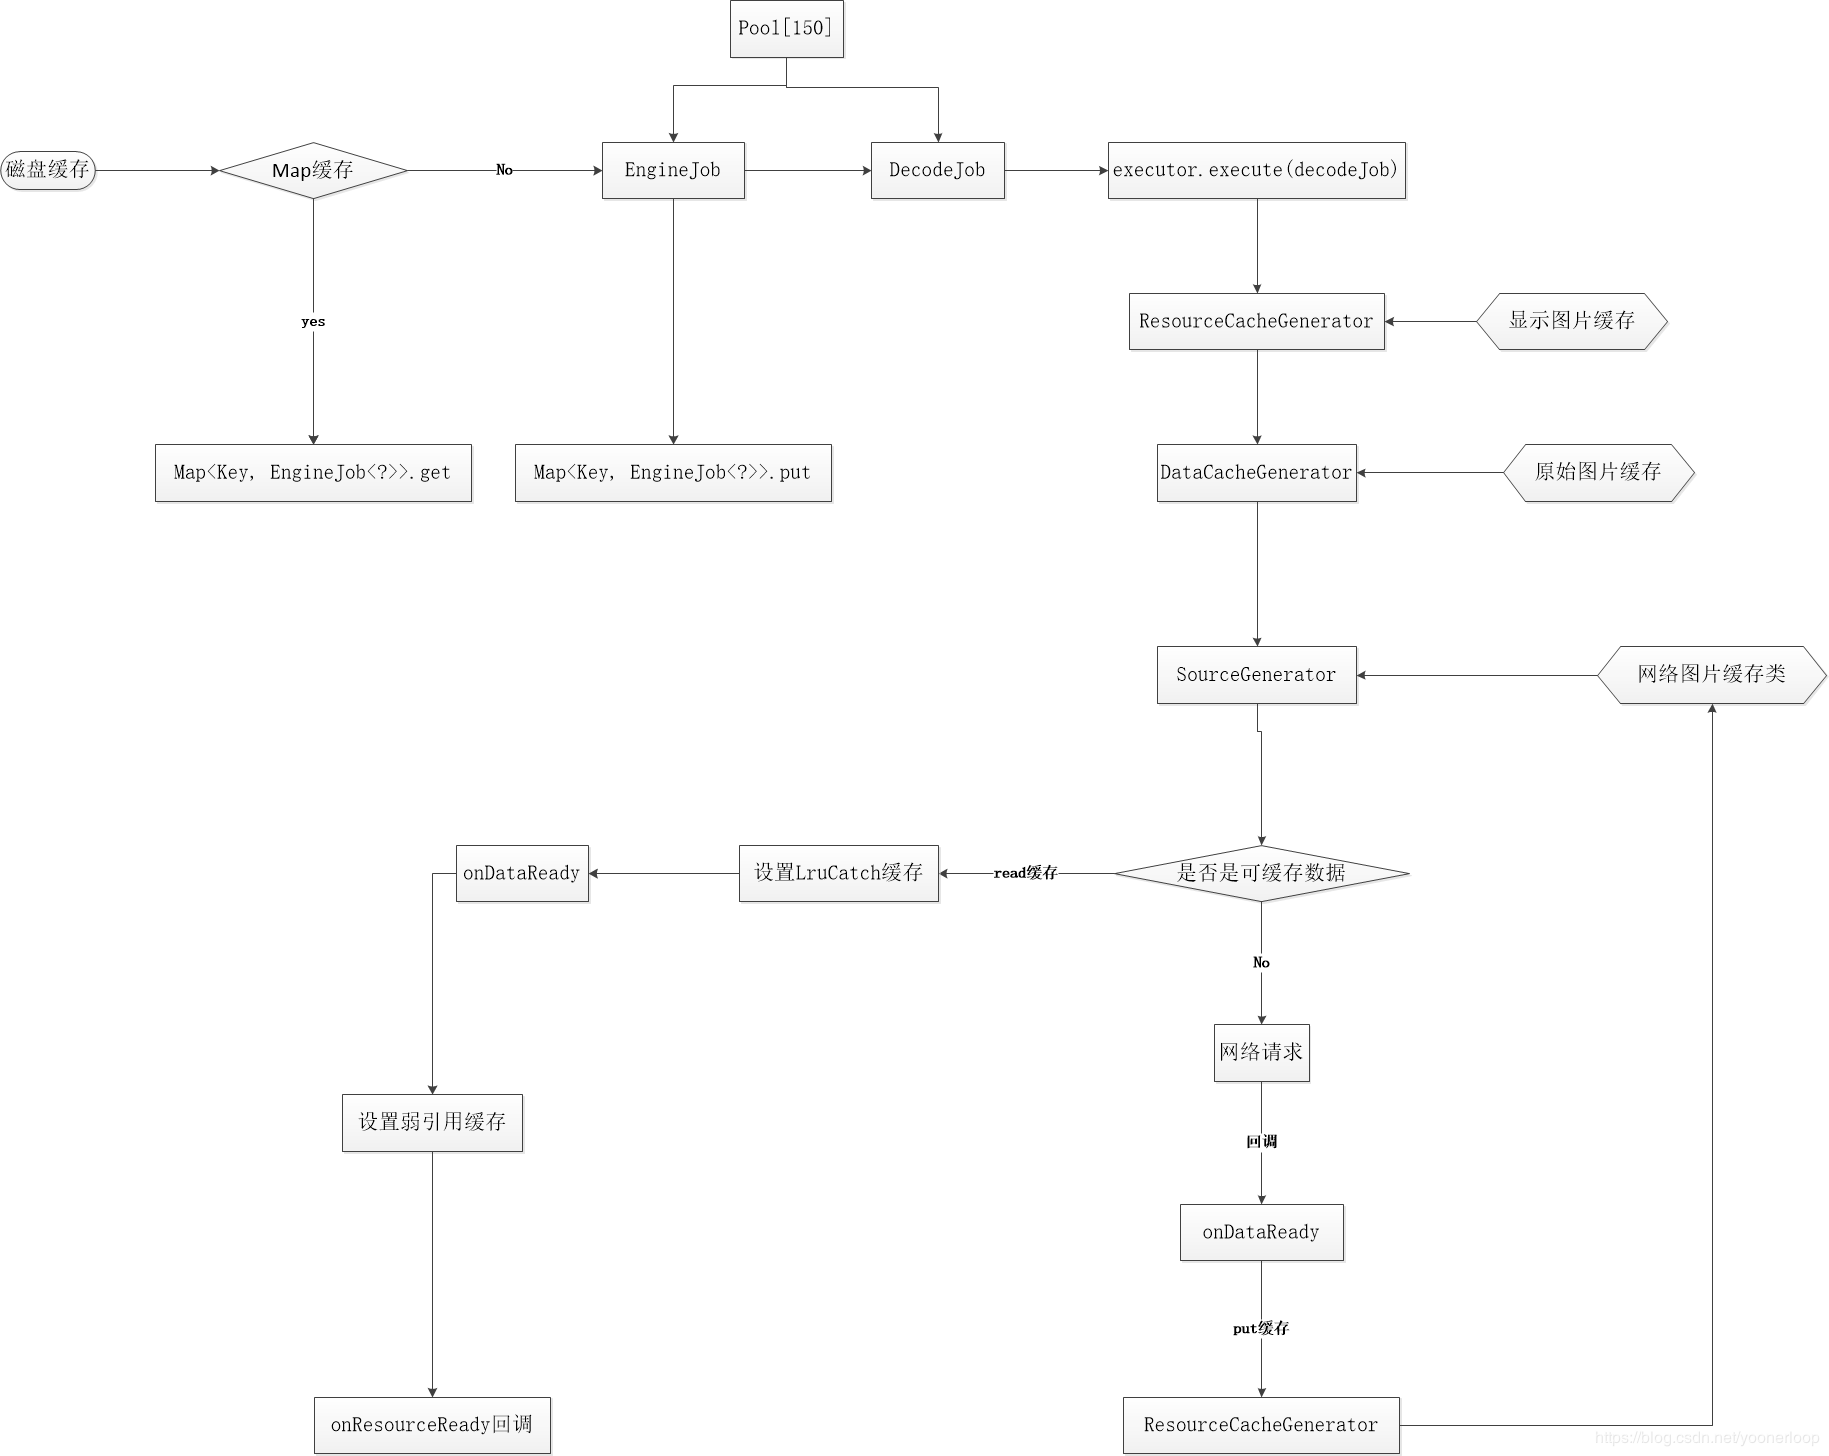 Pool[150]
磁盘缓存
Map缓存
No
EngineJob
DecodeJob
executor.execute(decodeJob)
yes
ResourceCacheGenerator
显示图片缓存
Map<Key, EngineJob<?>>.get
Map<Key, EngineJob<?>>.put
DataCacheGenerator
原始图片缓存
SourceGenerator
网络图片缓存类
onDataReady
设置LruCatch缓存
read缓存
是否是可缓存数据
No
网络请求
设置弱引用缓存
回调
onDataReady
put缓存
onResourceReady回调
ResourceCacheGenerator
https://blog.csdn.net/yoonerloop